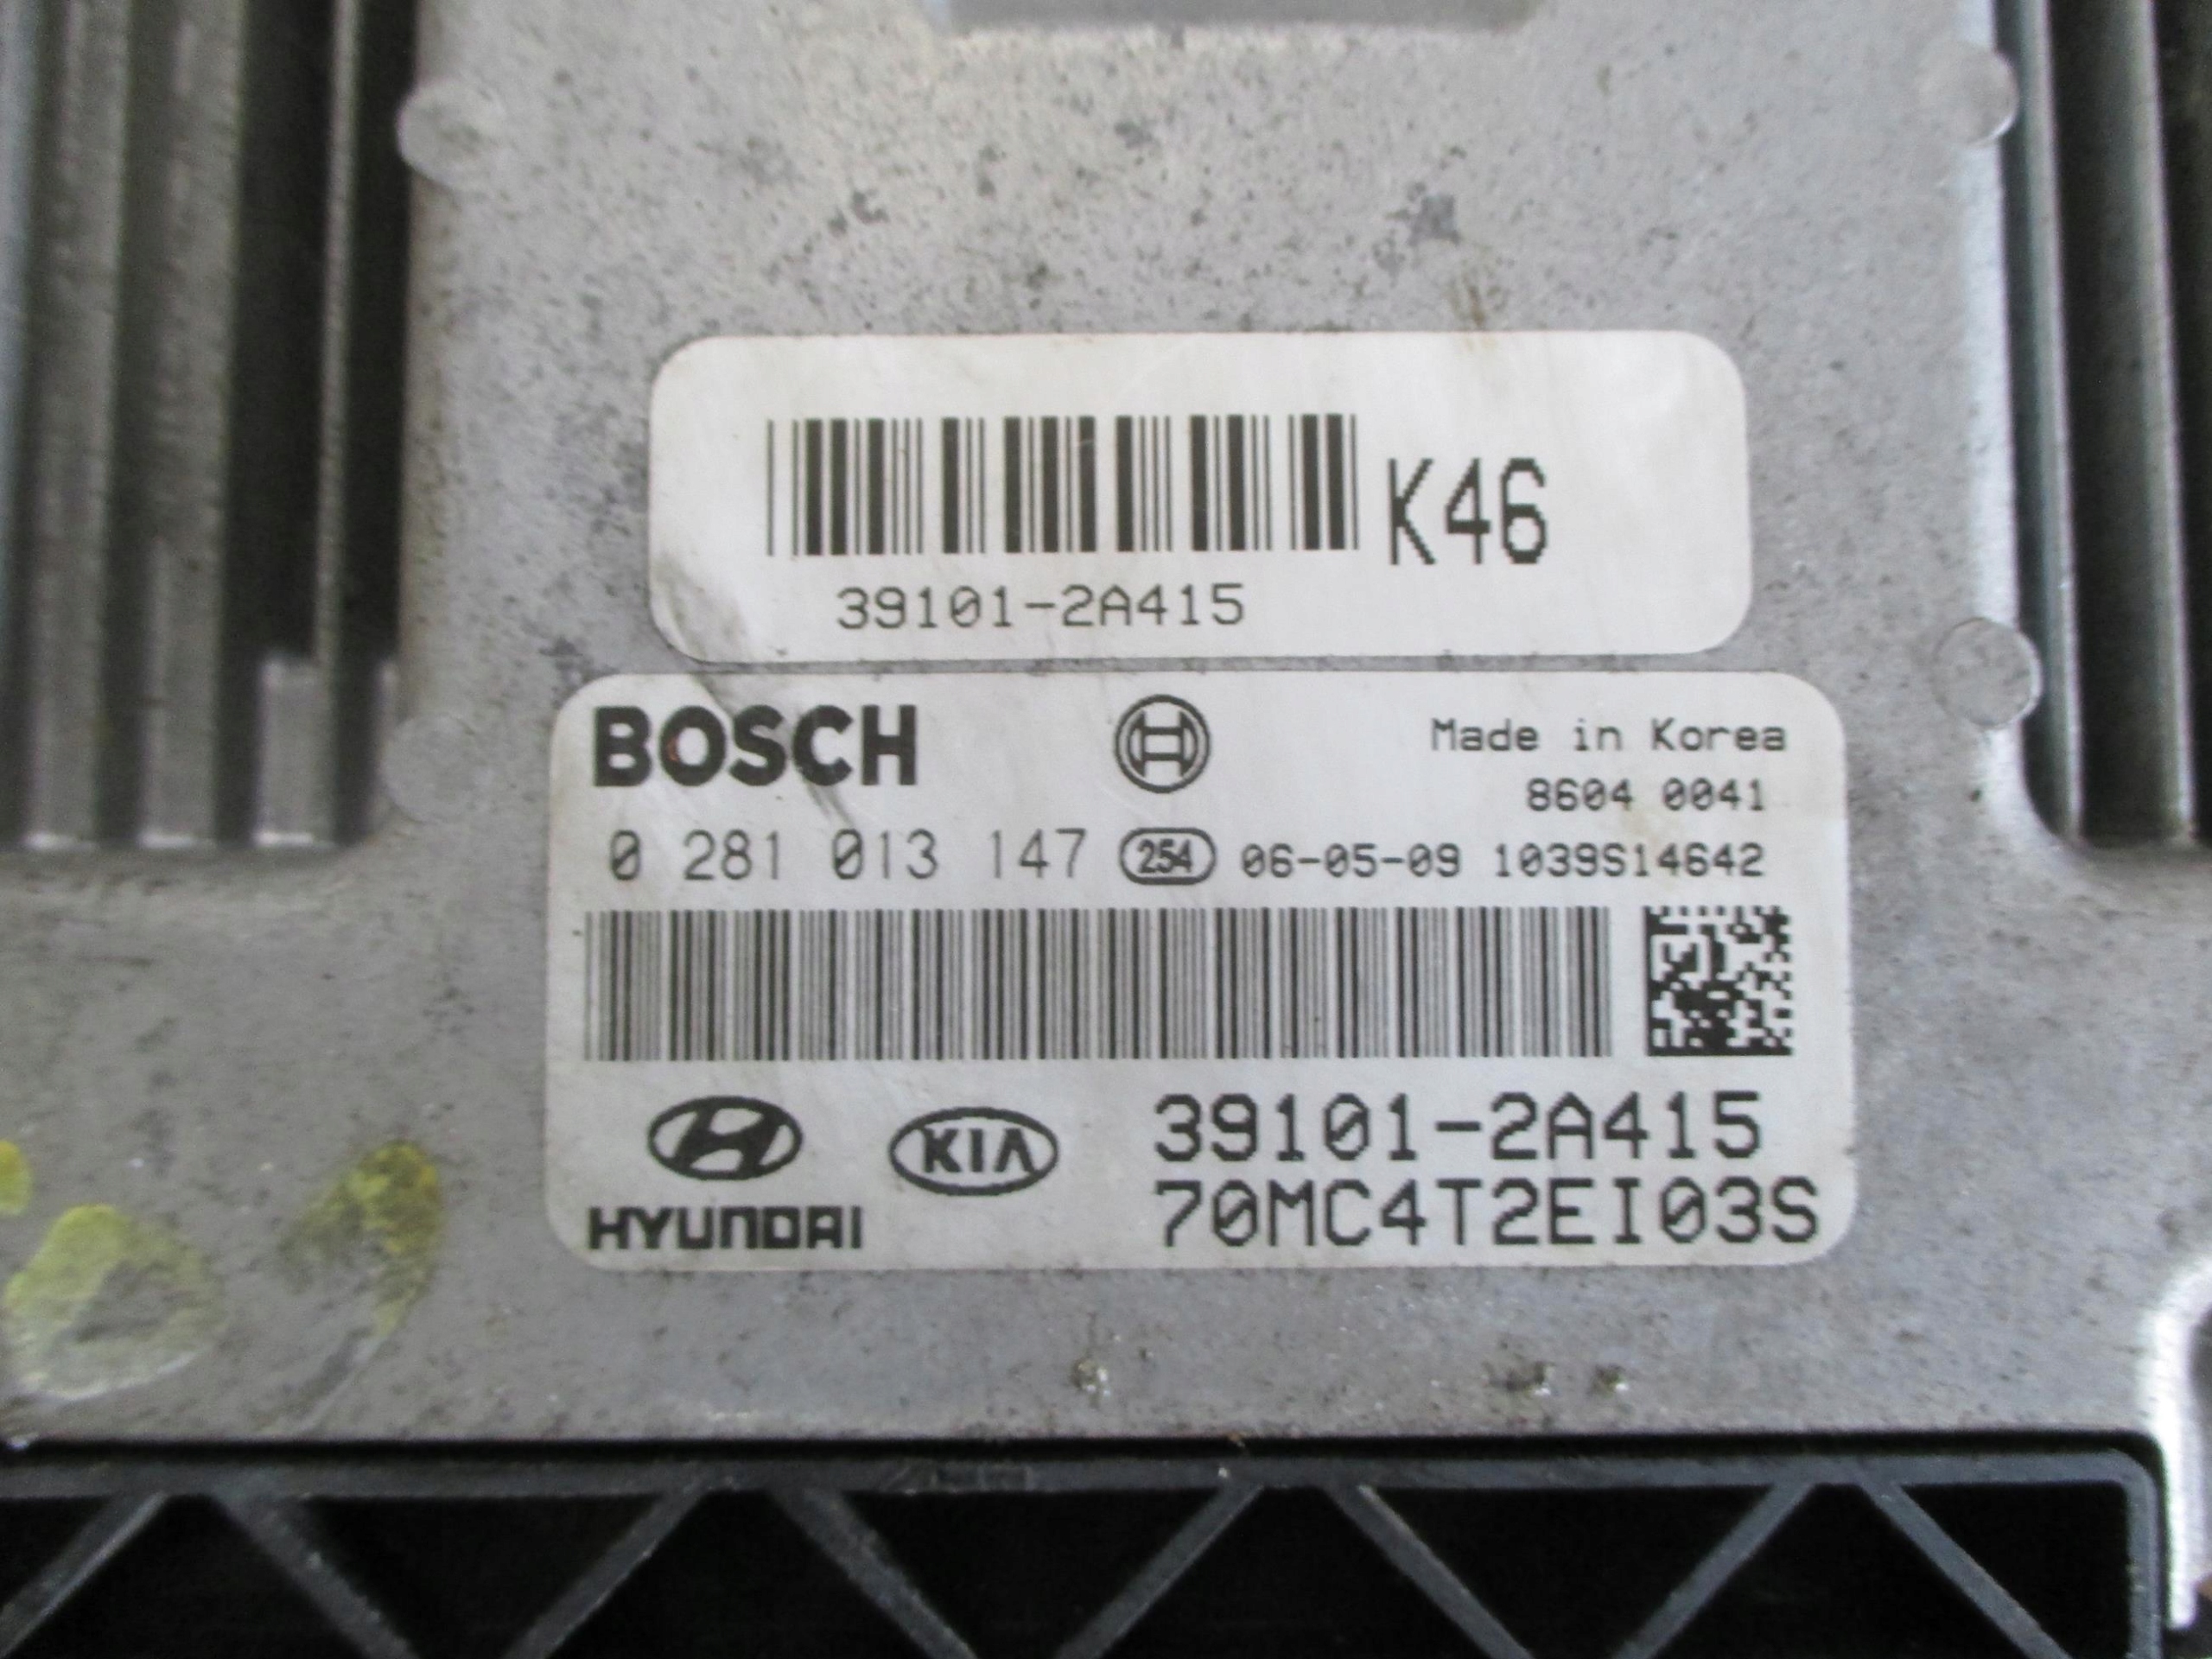 K46
39101-2A415
BOSCH Made in Korea
8604 0041
0 281 013 147 254 06-05-09 1039S14642
KIA 39101-2A415
HYUNDAI 70MC4T2EI03S